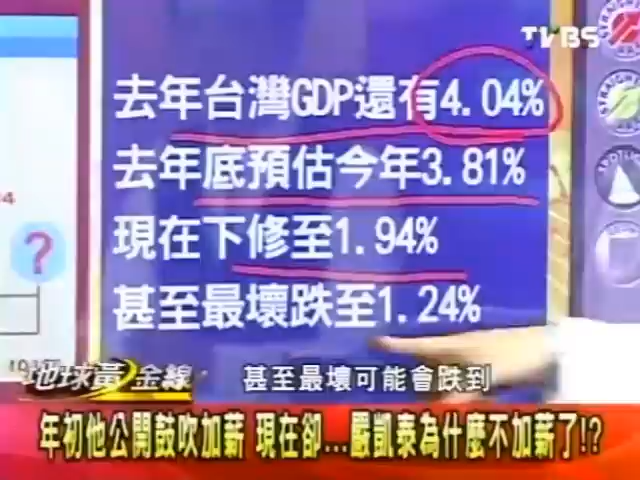 TVBS
去年台灣GDP還有4.04%
去年底預估今年3.81%
現在下修至1.94%
?
甚至最壞跌至1.24%
地球黃金線
甚至最壞可能會跌到
年初他公開鼓吹加薪 現在卻...嚴凱泰為什麼不加薪了!?